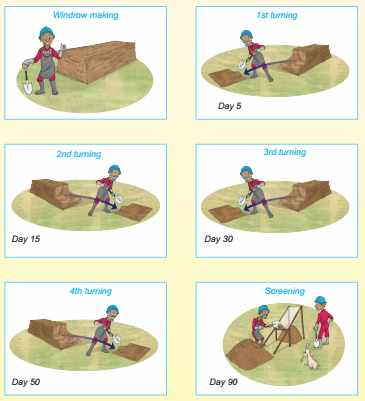 Windrow making
1st turning
Day 5
2nd turning
Day 15
3rd turning
Day 30
4th turning
Day 50
Screening
Day 90